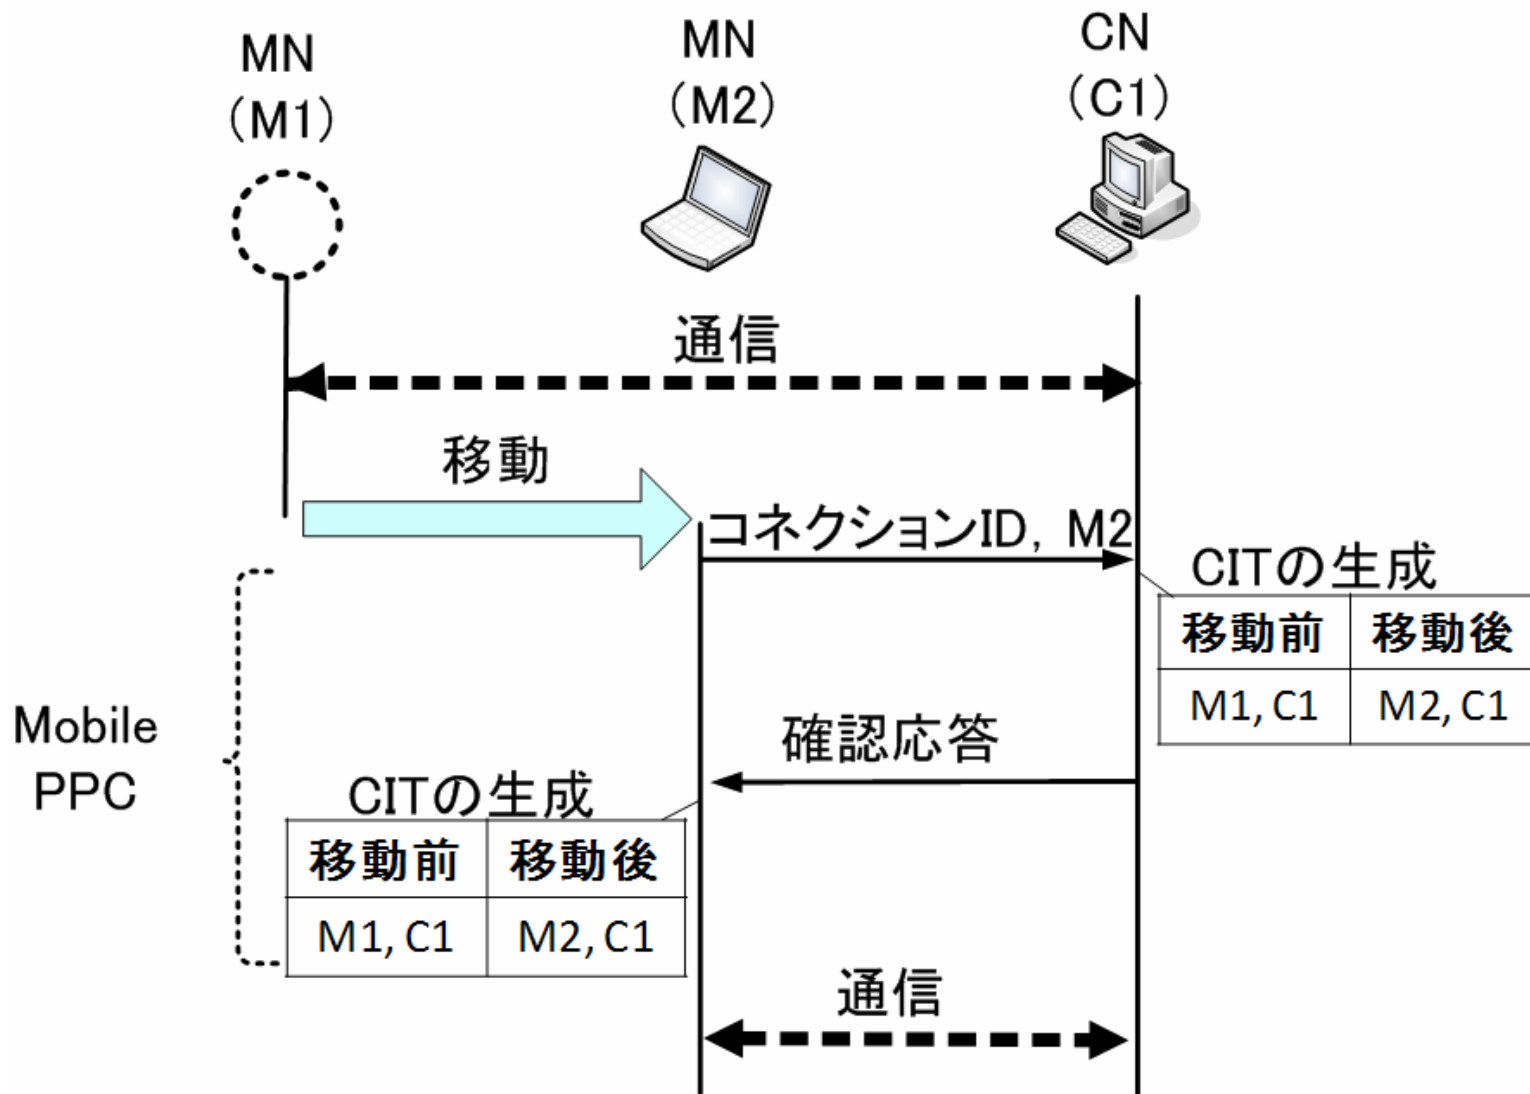 MN
(M1)
MN
(M2)
CN
(C1)
通信
移動
コネクションID, M2
CITの生成
移動前 移動後
M1, C1 M2, C1
Mobile
PPC
確認応答
CITの生成
移動前 移動後
M1, C1 M2, C1
通信